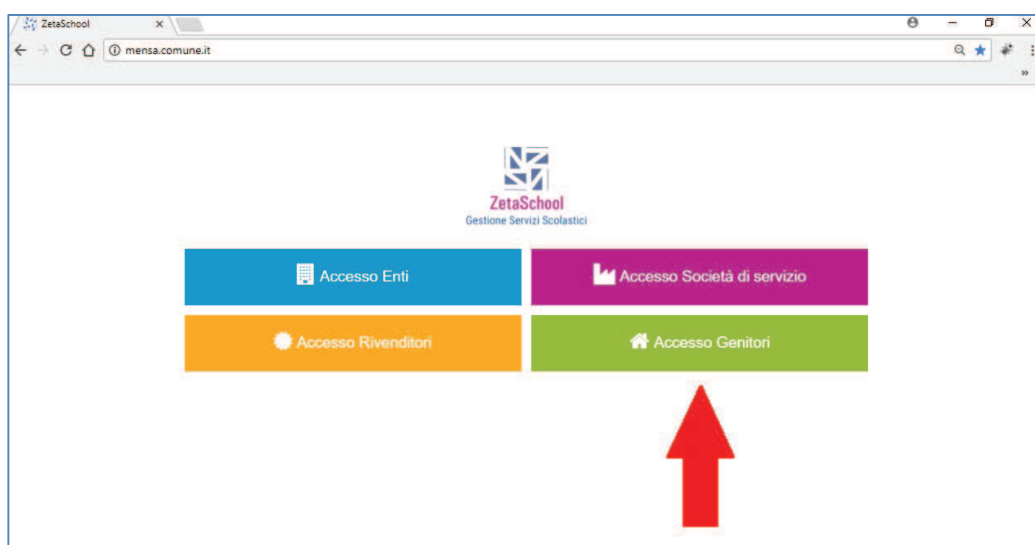 ZetaSchool
mensa.comune.it
ZetaSchool
Gestione Servizi Scolastici
Accesso Enti
Accesso Società di servizio
Accesso Rivenditori
Accesso Genitori